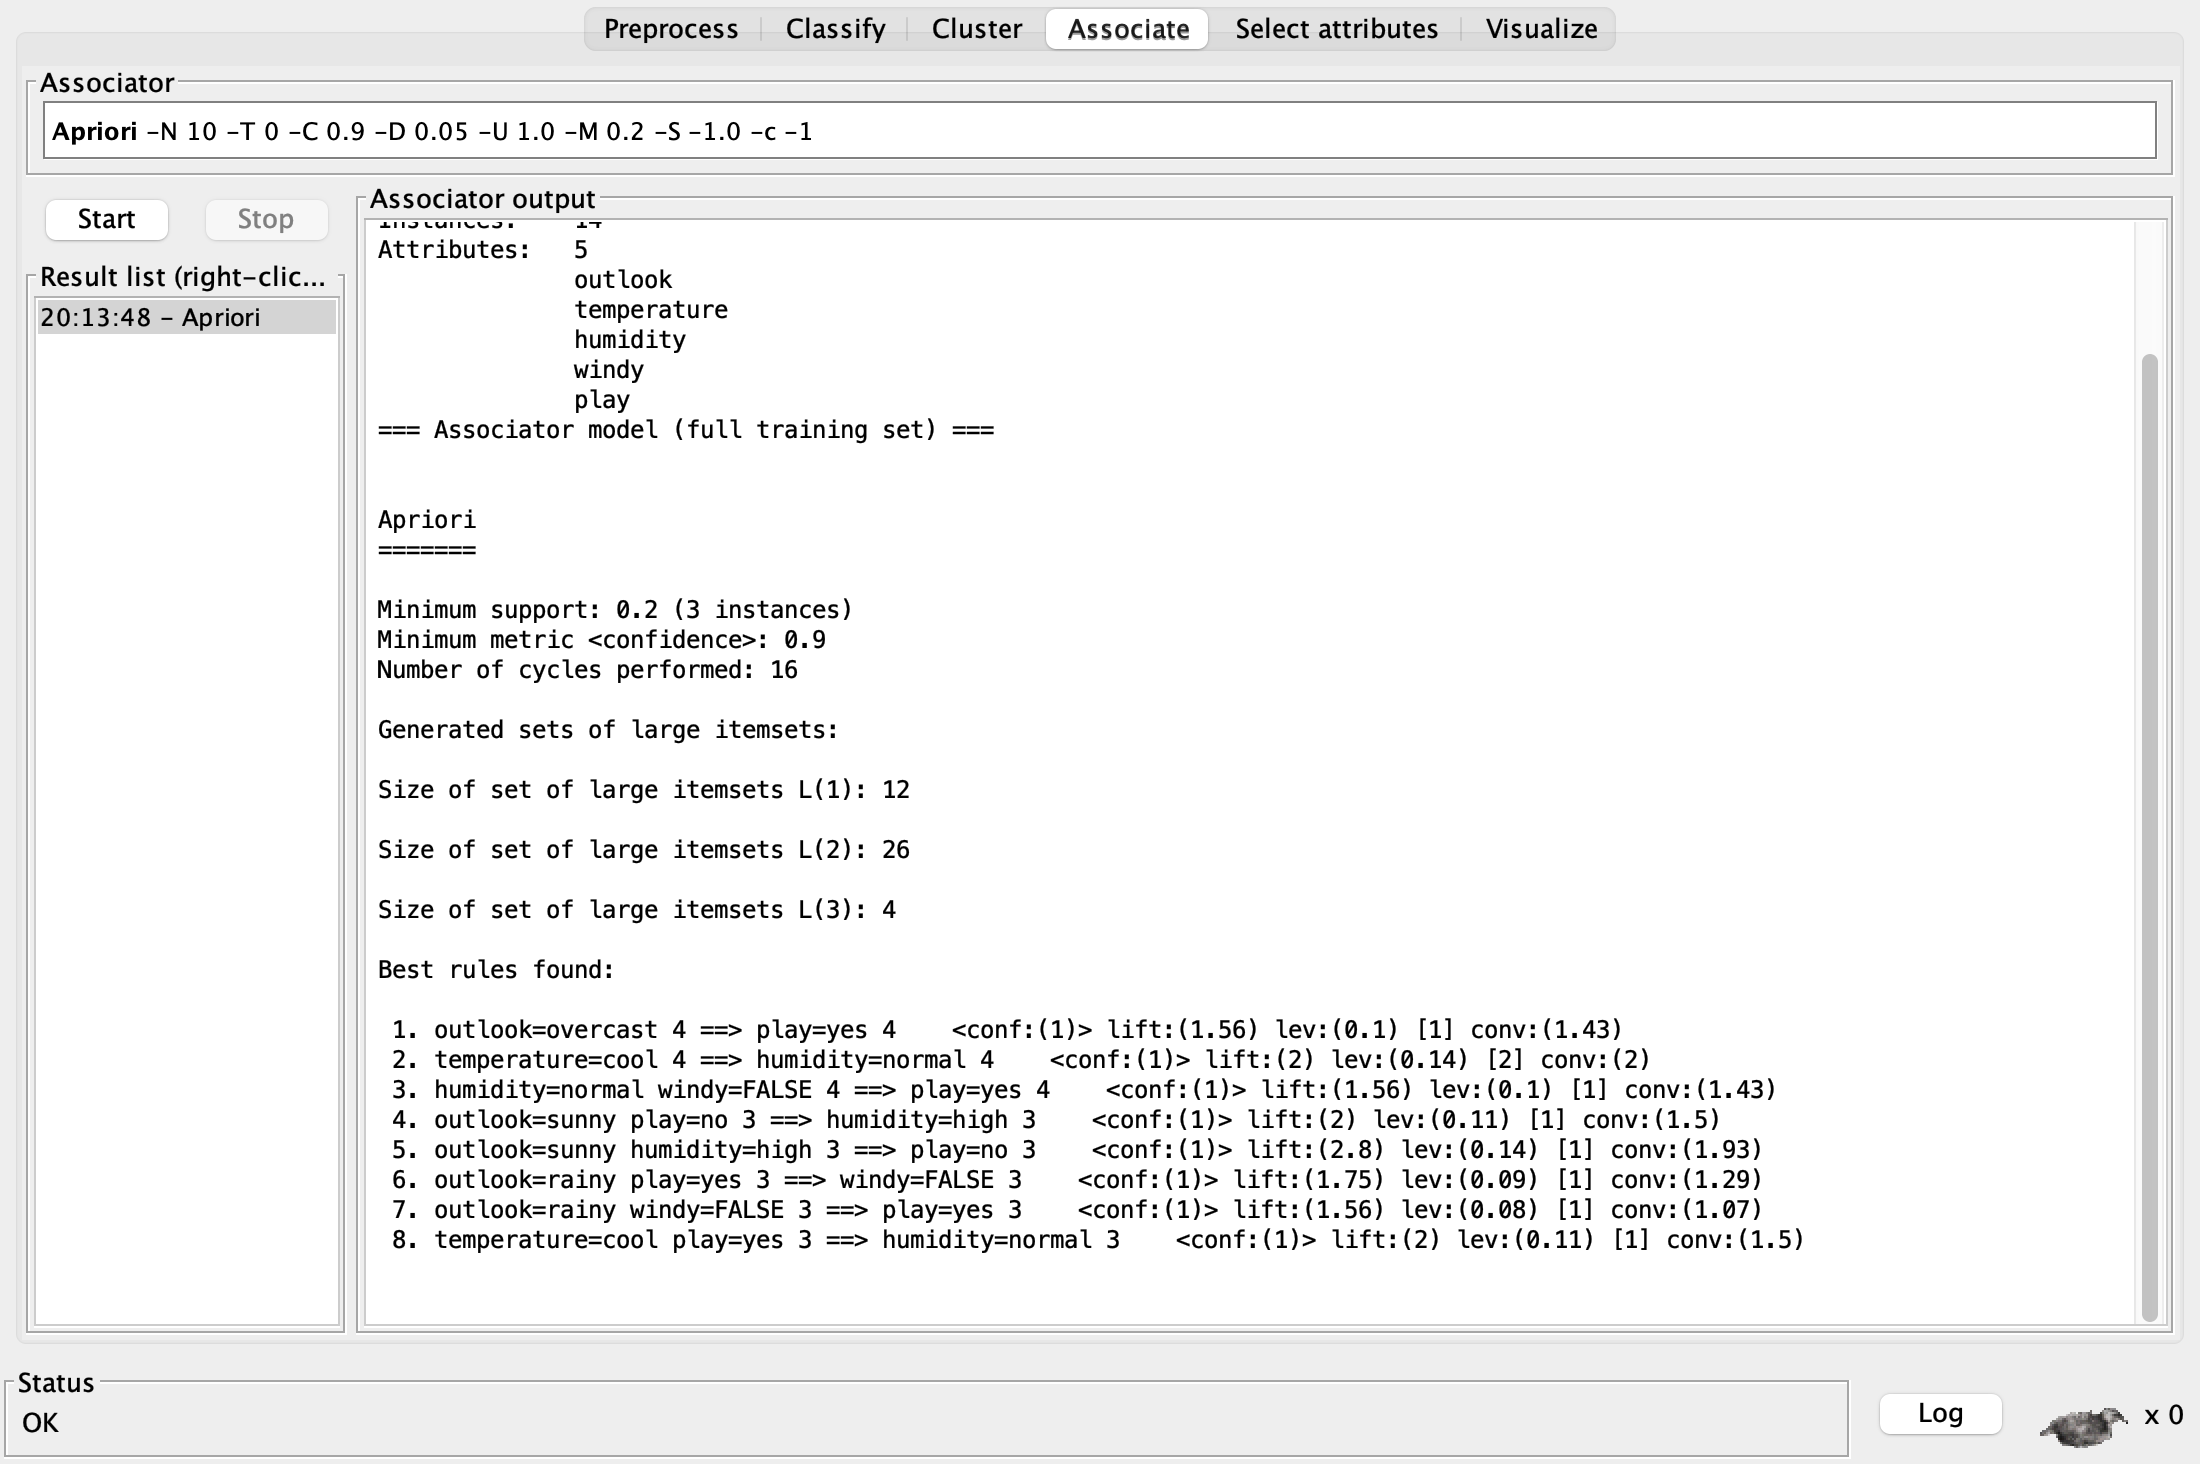 Preprocess Classify Cluster Associate Select attributes Visualize
Associator
Apriori -N 10 -T 0 -C 0.9 -D 0.05 -U 1.0 -M 0.2 -S -1.0 -c -1
Start Stop
Result list (right-clic...
20:13:48 - Apriori
Associator output
Instances: 14
Attributes: 5
outlook
temperature
humidity
windy
play
=== Associator model (full training set) ===
Apriori
=======
Minimum support: 0.2 (3 instances)
Minimum metric <confidence>: 0.9
Number of cycles performed: 16
Generated sets of large itemsets:
Size of set of large itemsets L(1): 12
Size of set of large itemsets L(2): 26
Size of set of large itemsets L(3): 4
Best rules found:
1. outlook=overcast 4 ==> play=yes 4 <conf:(1)> lift:(1.56) lev:(0.1) [1] conv:(1.43)
2. temperature=cool 4 ==> humidity=normal 4 <conf:(1)> lift:(2) lev:(0.14) [2] conv:(2)
3. humidity=normal windy=FALSE 4 ==> play=yes 4 <conf:(1)> lift:(1.56) lev:(0.1) [1] conv:(1.43)
4. outlook=sunny play=no 3 ==> humidity=high 3 <conf:(1)> lift:(2) lev:(0.11) [1] conv:(1.5)
5. outlook=sunny humidity=high 3 ==> play=no 3 <conf:(1)> lift:(2.8) lev:(0.14) [1] conv:(1.93)
6. outlook=rainy play=yes 3 ==> windy=FALSE 3 <conf:(1)> lift:(1.75) lev:(0.09) [1] conv:(1.29)
7. outlook=rainy windy=FALSE 3 ==> play=yes 3 <conf:(1)> lift:(1.56) lev:(0.08) [1] conv:(1.07)
8. temperature=cool play=yes 3 ==> humidity=normal 3 <conf:(1)> lift:(2) lev:(0.11) [1] conv:(1.5)
Status
OK
Log
x 0